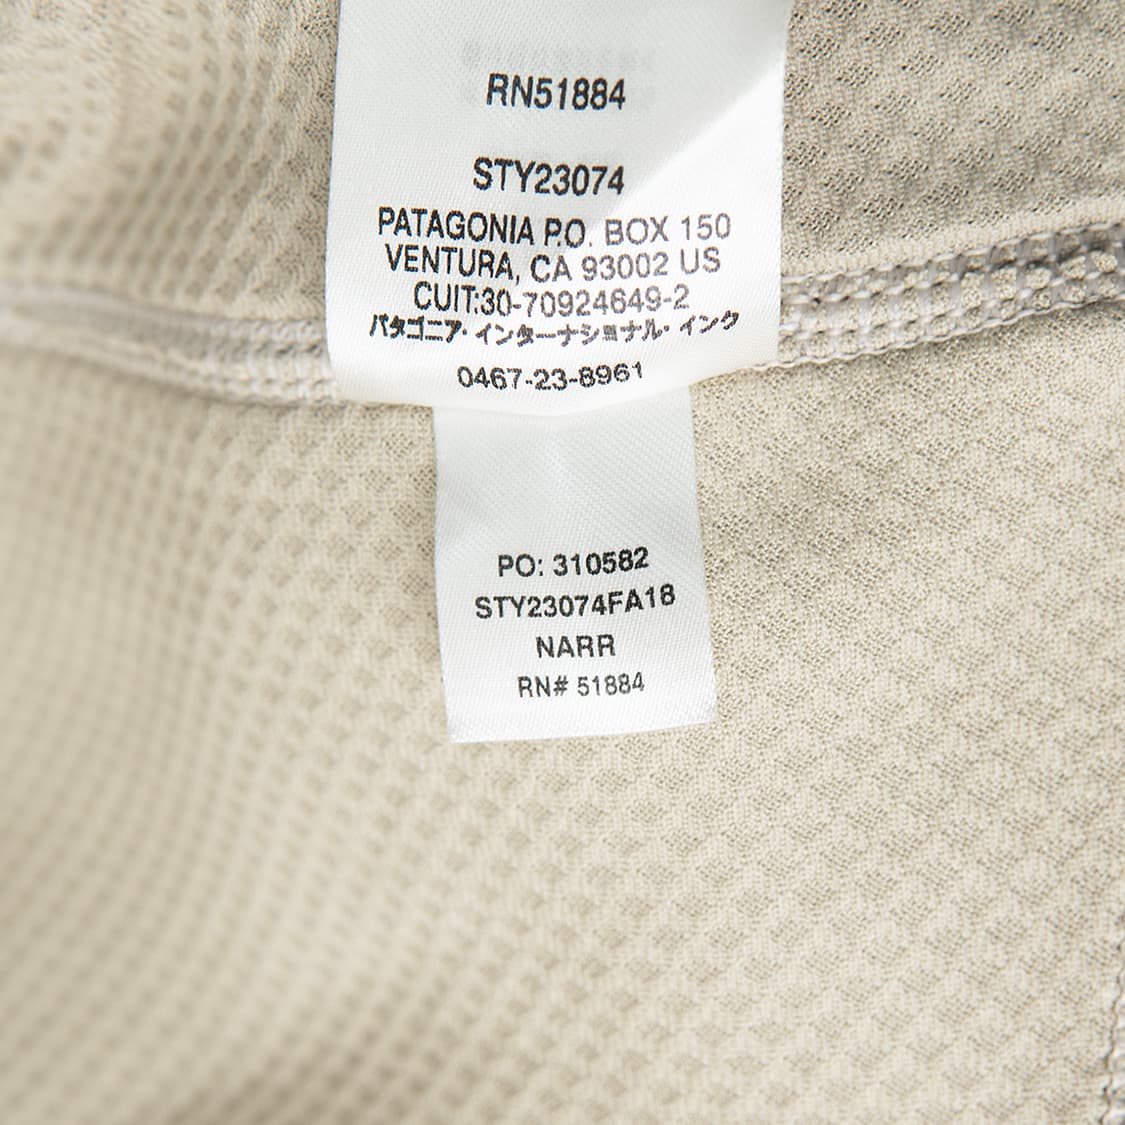 RN51884
STY23074
PATAGONIA P.O. BOX 150
VENTURA, CA 93002 US
CUIT:30-70924649-2
パタゴニア・インターナショナル・インク
0467-23-8961
PO: 310582
STY23074FA18
NARR
RN# 51884